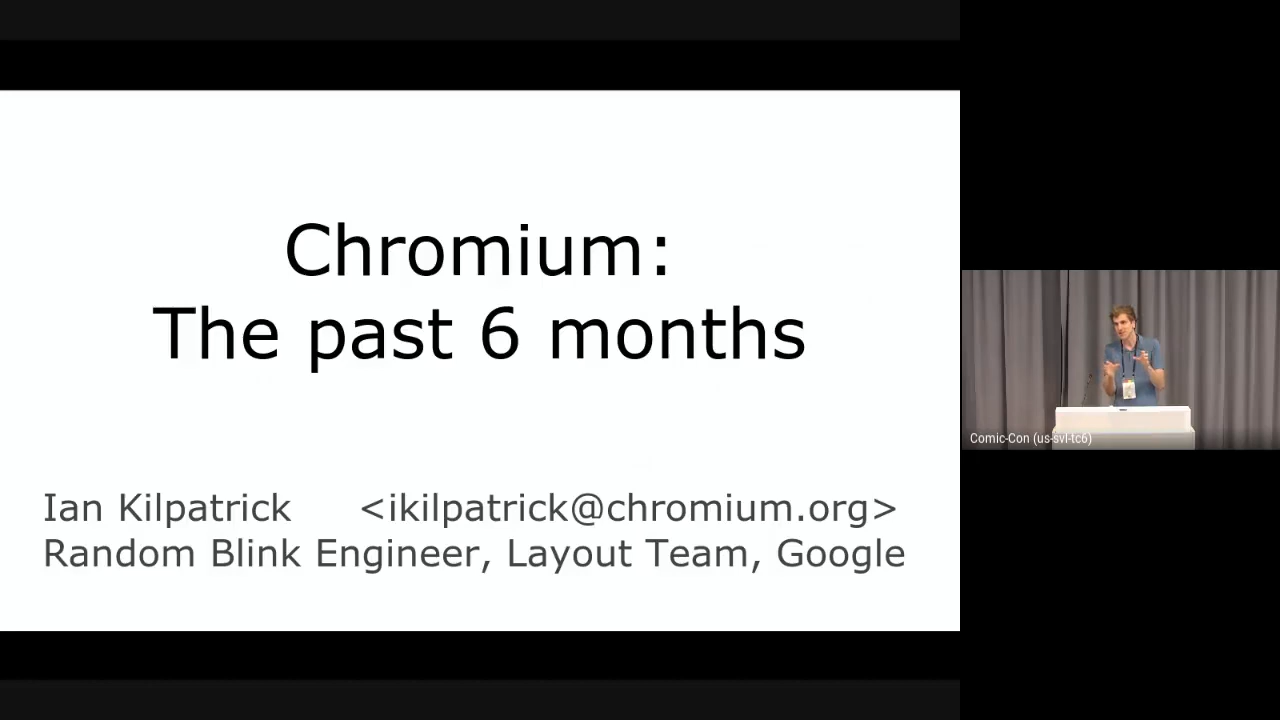 Chromium:
The past 6 months
Ian Kilpatrick <ikilpatrick@chromium.org>
Random Blink Engineer, Layout Team, Google
Comic-Con (us-svl-tc6)